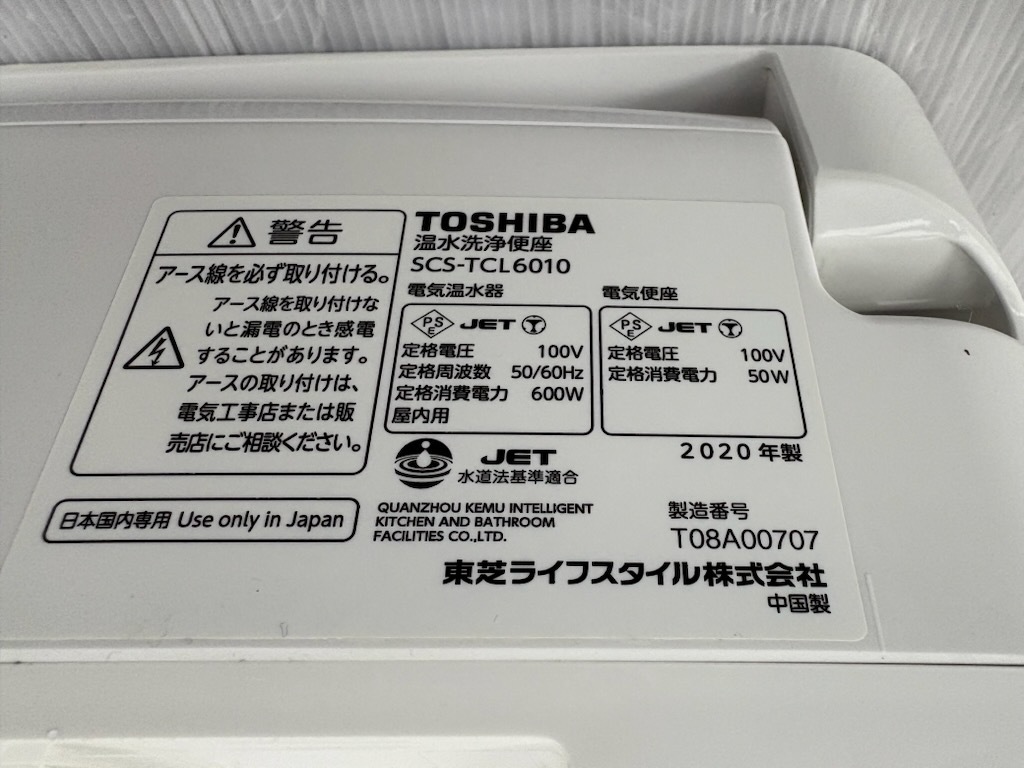 警告
アース線を必ず取り付ける。
アース線を取り付けな
いと漏電のとき感電
することがあります。
アースの取り付けは、
電気工事店または販
売店にご相談ください。
日本国内専用 Use only in Japan
TOSHIBA
温水洗浄便座
SCS-TCL6010
電気温水器
PS
E
JET
定格電圧 100V
定格周波数 50/60Hz
定格消費電力 600W
屋内用
電気便座
PS
E
JET
定格電圧 100V
定格消費電力 50W
JET
水道法基準適合
2020年製
QUANZHOU KEMU INTELLIGENT
KITCHEN AND BATHROOM
FACILITIES CO.,LTD.
製造番号
T08A00707
東芝ライフスタイル株式会社
中国製